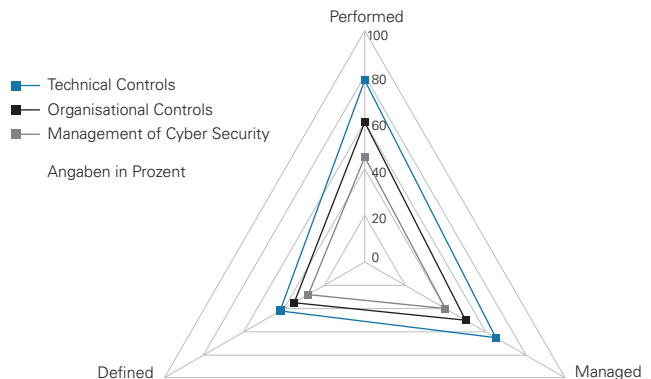 Performed
100
Technical Controls
80
Organisational Controls
60
Management of Cyber Security
Angaben in Prozent
40
20
0
Defined
Managed